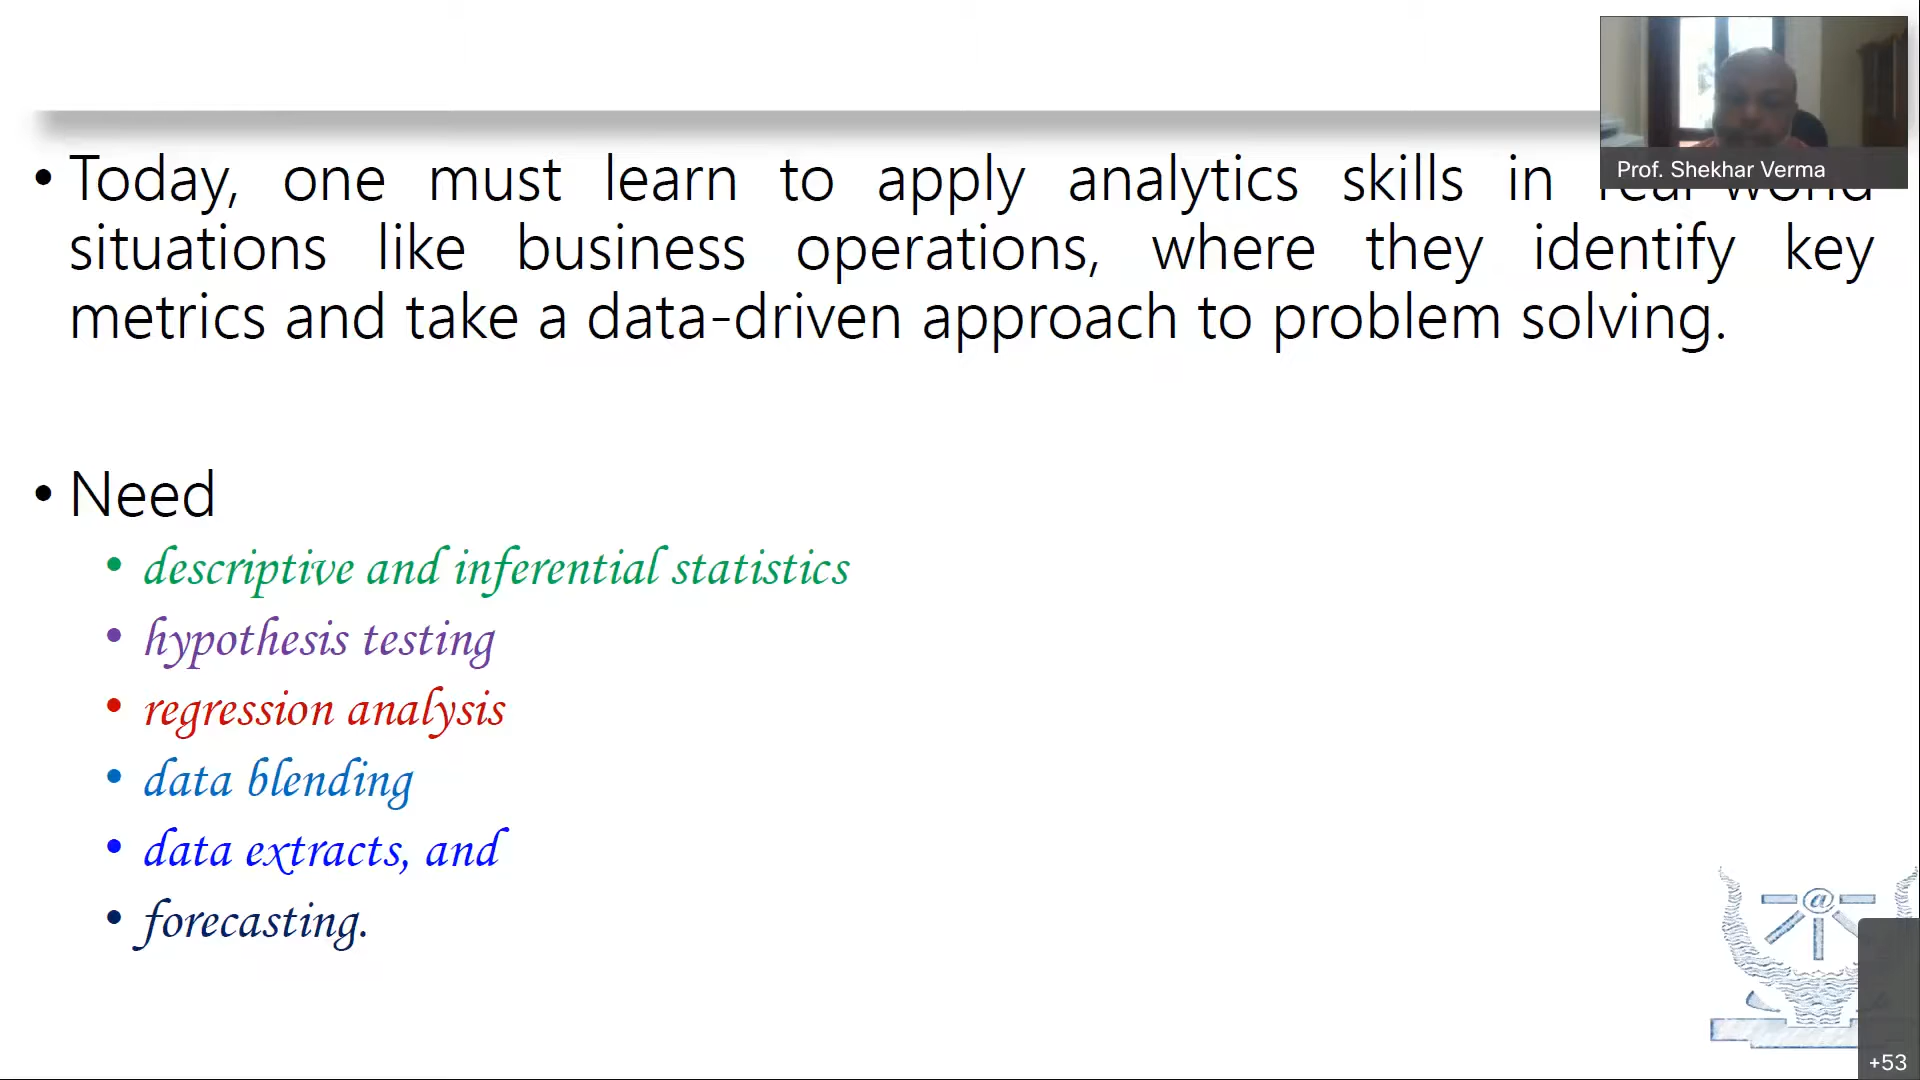 • Today, one must learn to apply analytics skills in real-world
situations like business operations, where they identify key
metrics and take a data-driven approach to problem solving.
• Need
• descriptive and inferential statistics
• hypothesis testing
• regression analysis
• data blending
• data extracts, and
• forecasting.
Prof. Shekhar Verma
@
+53